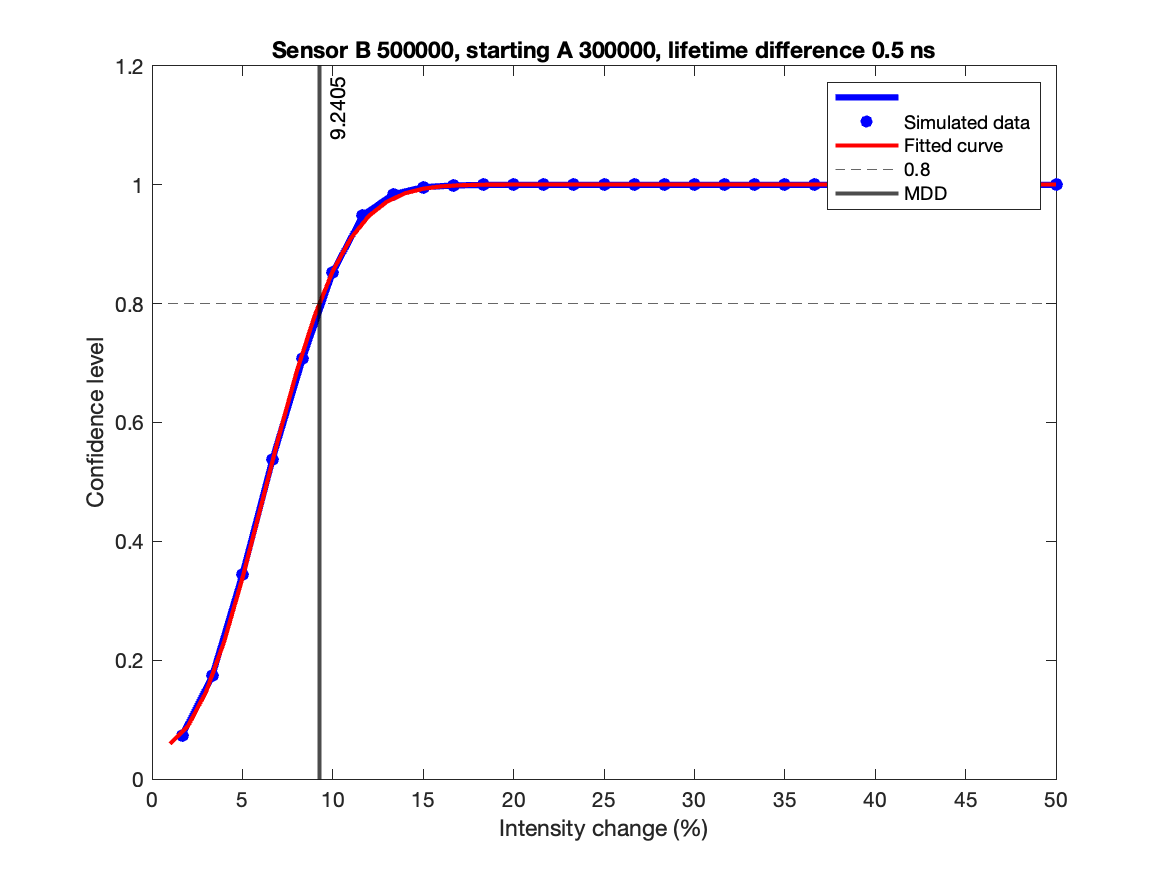 Sensor B 500000, starting A 300000, lifetime difference 0.5 ns
1.2
1
0.8
0.6
0.4
0.2
0
Confidence level
9.2405
Simulated data
Fitted curve
0.8
MDD
0 5 10 15 20 25 30 35 40 45 50
Intensity change (%)